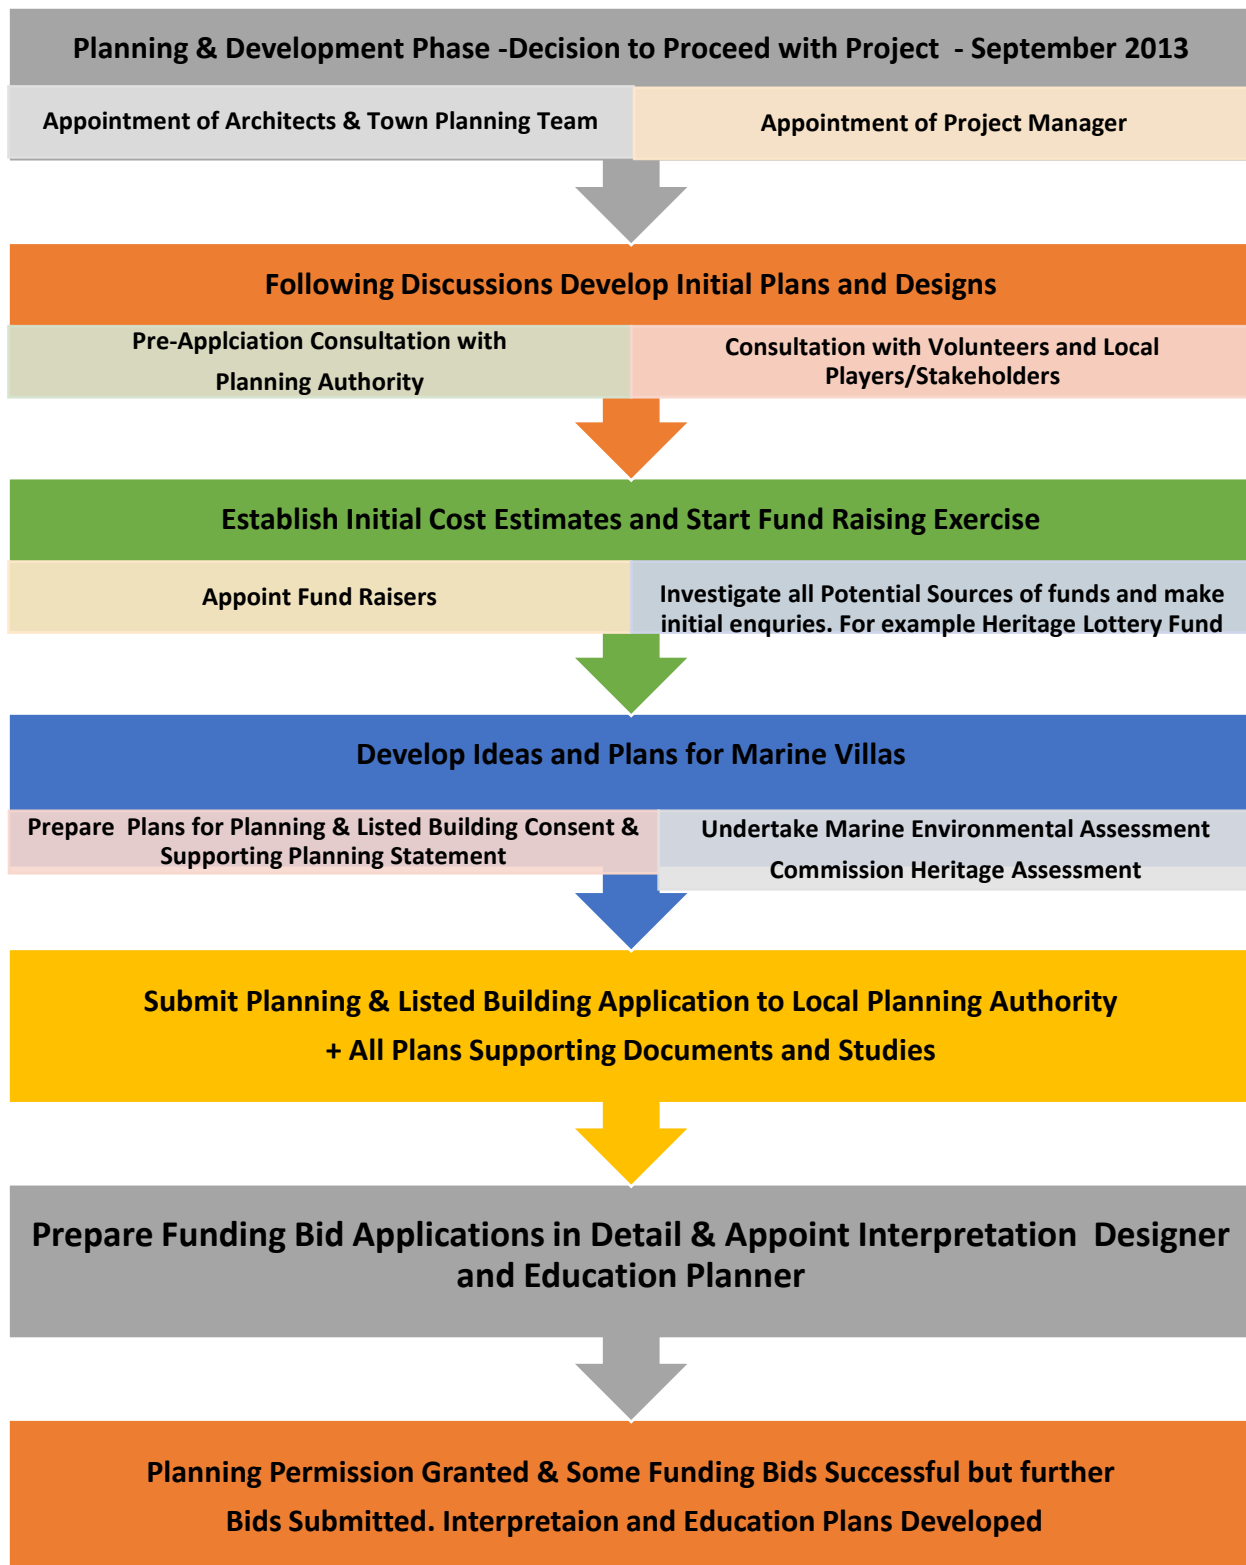 Planning & Development Phase -Decision to Proceed with Project - September 2013
Appointment of Architects & Town Planning Team
Appointment of Project Manager
Following Discussions Develop Initial Plans and Designs
Pre-Applciation Consultation with
Planning Authority
Consultation with Volunteers and Local
Players/Stakeholders
Establish Initial Cost Estimates and Start Fund Raising Exercise
Appoint Fund Raisers
Investigate all Potential Sources of funds and make
initial enquries. For example Heritage Lottery Fund
Develop Ideas and Plans for Marine Villas
Prepare Plans for Planning & Listed Building Consent &
Supporting Planning Statement
Undertake Marine Environmental Assessment
Commission Heritage Assessment
Submit Planning & Listed Building Application to Local Planning Authority
+ All Plans Supporting Documents and Studies
Prepare Funding Bid Applications in Detail & Appoint Interpretation Designer
and Education Planner
Planning Permission Granted & Some Funding Bids Successful but further
Bids Submitted. Interpretaion and Education Plans Developed